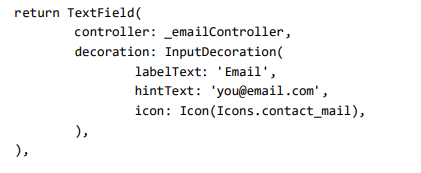 return TextField(
controller: _emailController,
decoration: InputDecoration(
labelText: 'Email',
hintText: 'you@email.com',
icon: Icon(Icons.contact_mail),
),
),